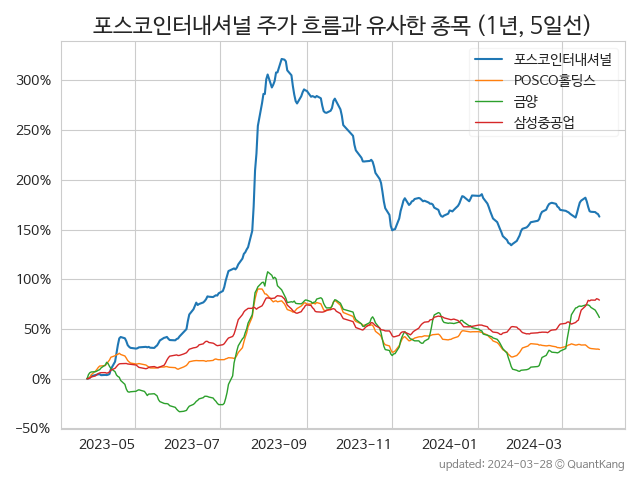 포스코인터내셔널 주가 흐름과 유사한 종목 (1년, 5일선)
포스코인터내셔널
POSCO홀딩스
금양
삼성중공업
300%
250%
200%
150%
100%
50%
0%
−50%
2023-05
2023-07
2023-09
2023-11
2024-01
2024-03
updated: 2024-03-28 © QuantKang